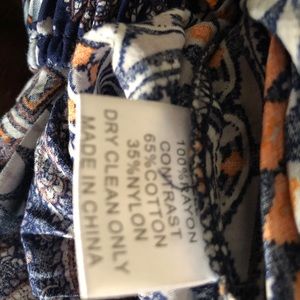 100%RAYON
CONTRAST
65%COTTON
35%NYLON
DRY CLEAN ONLY
MADE IN CHINA